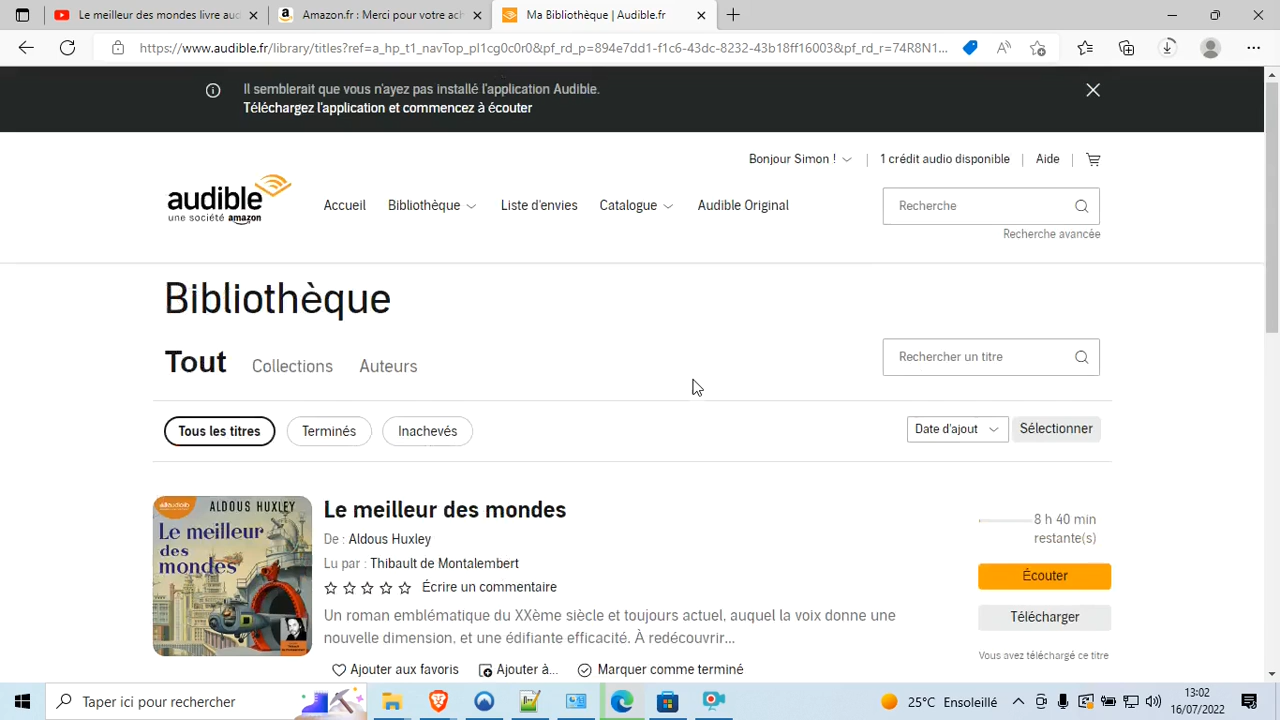 Le meilleur des mondes
Amazon.fr : Merci pour votre ach
Ma Bibliothèque | Audible.fr
https://www.audible.fr/library/titles?ref=a_hp_t1_navTop_pl1cg0c0r0&pf_rd_p=894e7dd1-f1c6-43dc-8232-43b18ff16003&pf_rd_r=74R8N1...
Il semblerait que vous n'ayez pas installé l'application Audible.
Téléchargez l'application et commencez à écouter
Bonjour Simon ! | 1 crédit audio disponible | Aide
audible
une société amazon
Accueil Bibliothèque Liste d'envies Catalogue Audible Original
Recherche
Recherche avancée
Bibliothèque
Tout Collections Auteurs
Rechercher un titre
Tous les titres Terminés Inachevés
Date d'ajout Sélectionner
ALDOUS HUXLEY
Le meilleur
des
mondes
Le meilleur des mondes
De : Aldous Huxley
Lu par : Thibault de Montalembert
Écrire un commentaire
Un roman emblématique du XXème siècle et toujours actuel, auquel la voix donne une
nouvelle dimension, et une édifiante efficacité. À redécouvrir...
Ajouter aux favoris Ajouter à... Marquer comme terminé
8 h 40 min
restante(s)
Écouter
Télécharger
Vous avez téléchargé ce titre
Taper ici pour rechercher
25°C Ensoleillé
13:02
16/07/2022